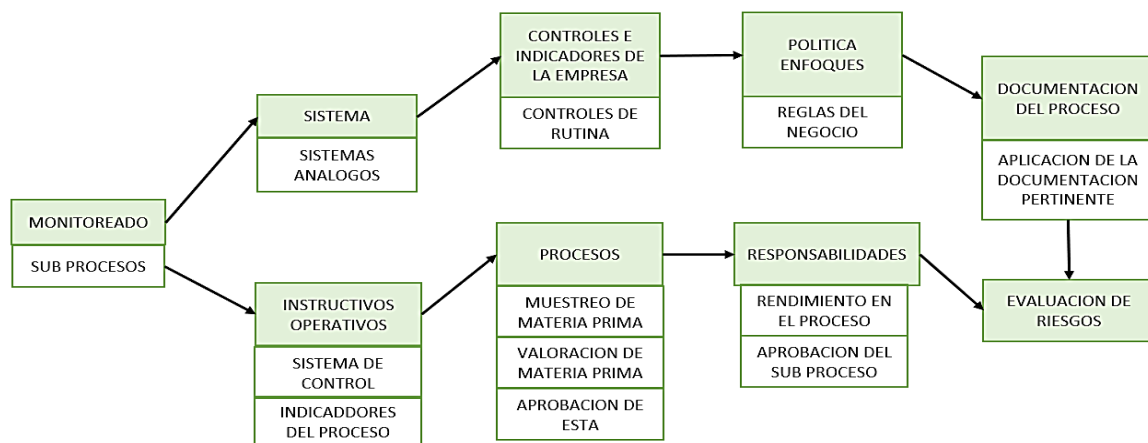 MONITOREADO
SUB PROCESOS
SISTEMA
SISTEMAS
ANALOGOS
CONTROLES E
INDICADORES DE
LA EMPRESA
CONTROLES DE
RUTINA
POLITICA
ENFOQUES
REGLAS DEL
NEGOCIO
DOCUMENTACION
DEL PROCESO
APLICACION DE LA
DOCUMENTACION
PERTINENTE
INSTRUCTIVOS
OPERATIVOS
SISTEMA DE
CONTROL
INDICADDORES
DEL PROCESO
PROCESOS
MUESTREO DE
MATERIA PRIMA
VALORACION DE
MATERIA PRIMA
APROBACION DE
ESTA
RESPONSABILIDADES
RENDIMIENTO EN
EL PROCESO
APROBACION DEL
SUB PROCESO
EVALUACION DE
RIESGOS